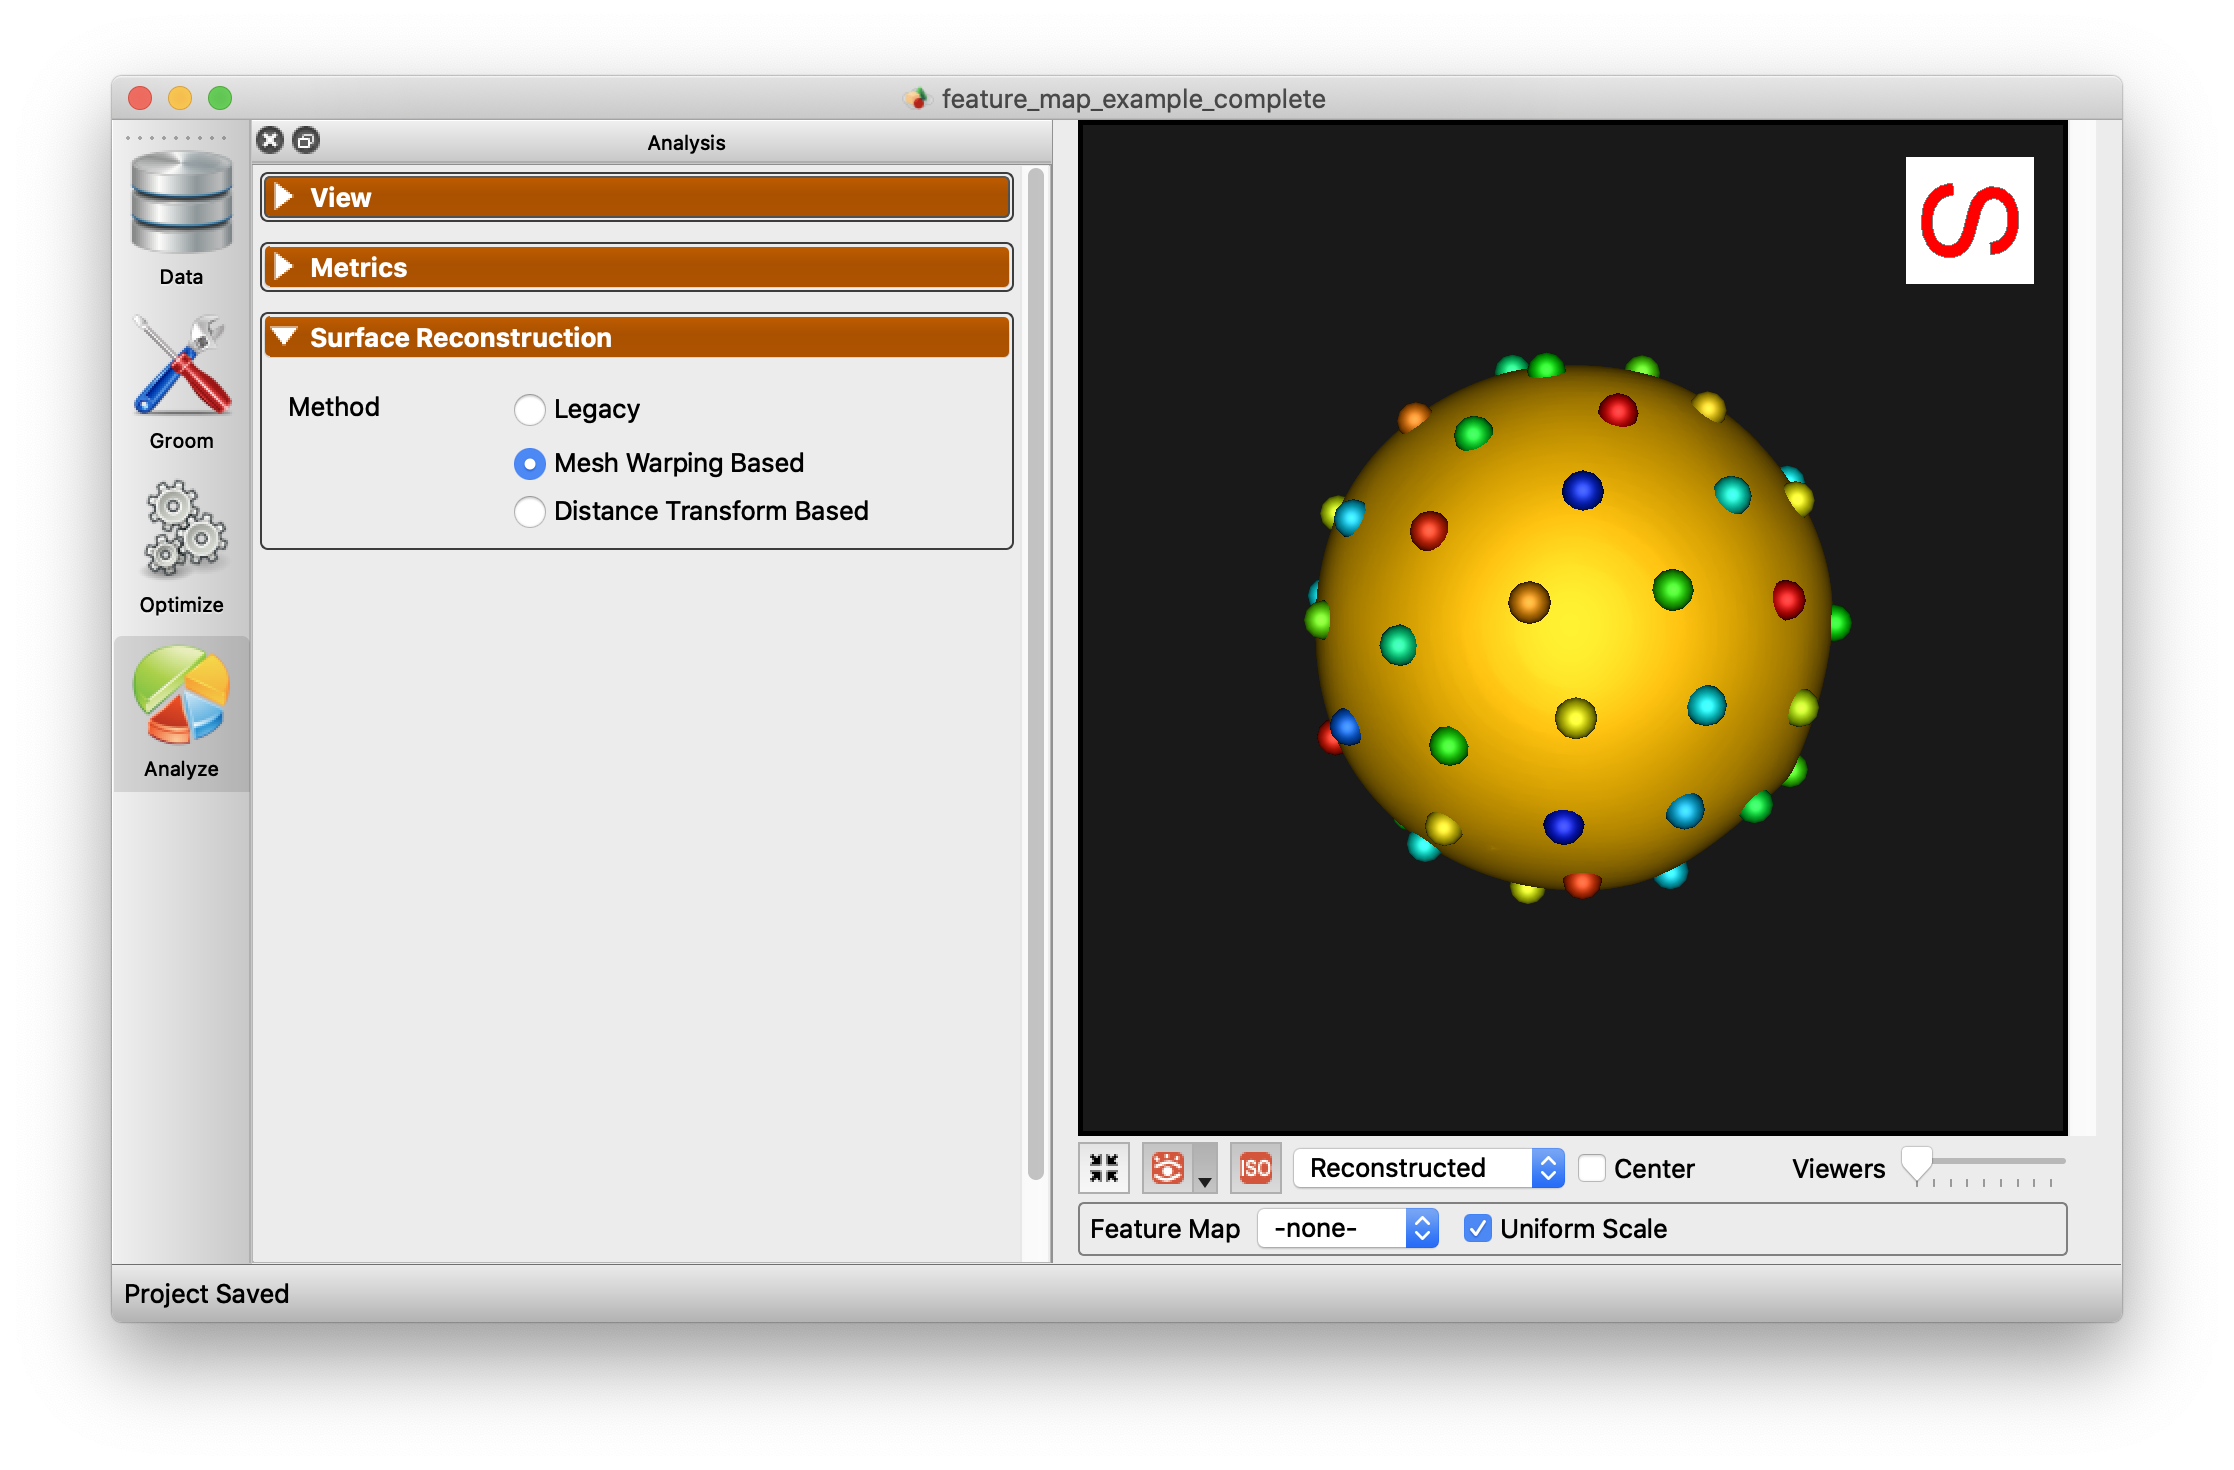 feature_map_example_complete
Analysis
Data
Groom
Optimize
Analyze
View
Metrics
Surface Reconstruction
Method
Legacy
Mesh Warping Based
Distance Transform Based
S
ISO
Reconstructed
Center
Viewers
Feature Map
-none-
Uniform Scale
Project Saved